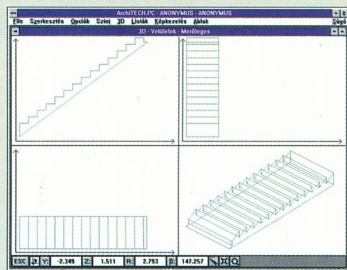 ArchiTECH.PC - ANONYMUS - ANONYMUS
File Szerkesztés Opciók Szint 3D Listák Képkezelés Ablak Súgó
3D - Vetületek - Merőleges
ESC Y: -2.349 Z: 1.511 R: 2.793 β: 147.257